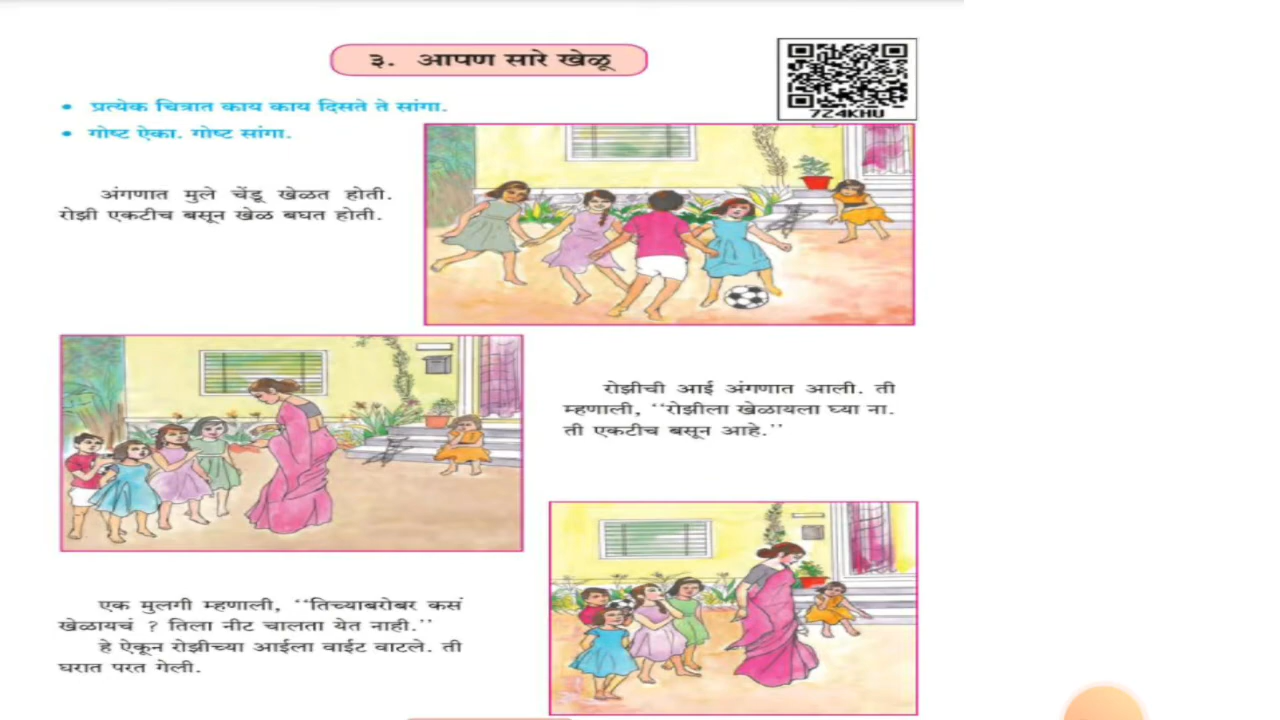 ३. आपण सारे खेळू
7Z4KHU
• प्रत्येक चित्रात काय काय दिसते ते सांगा.
• गोष्ट ऐका. गोष्ट सांगा.
अंगणात मुले चेंडू खेळत होती.
रोझी एकटीच बसून खेळ बघत होती.
रोझीची आई अंगणात आली. ती
म्हणाली, ‘‘रोझीला खेळायला घ्या ना.
ती एकटीच बसून आहे.’’
एक मुलगी म्हणाली, ‘‘तिच्याबरोबर कसं
खेळायचं ? तिला नीट चालता येत नाही.’’
हे ऐकून रोझीच्या आईला वाईट वाटले. ती
घरात परत गेली.